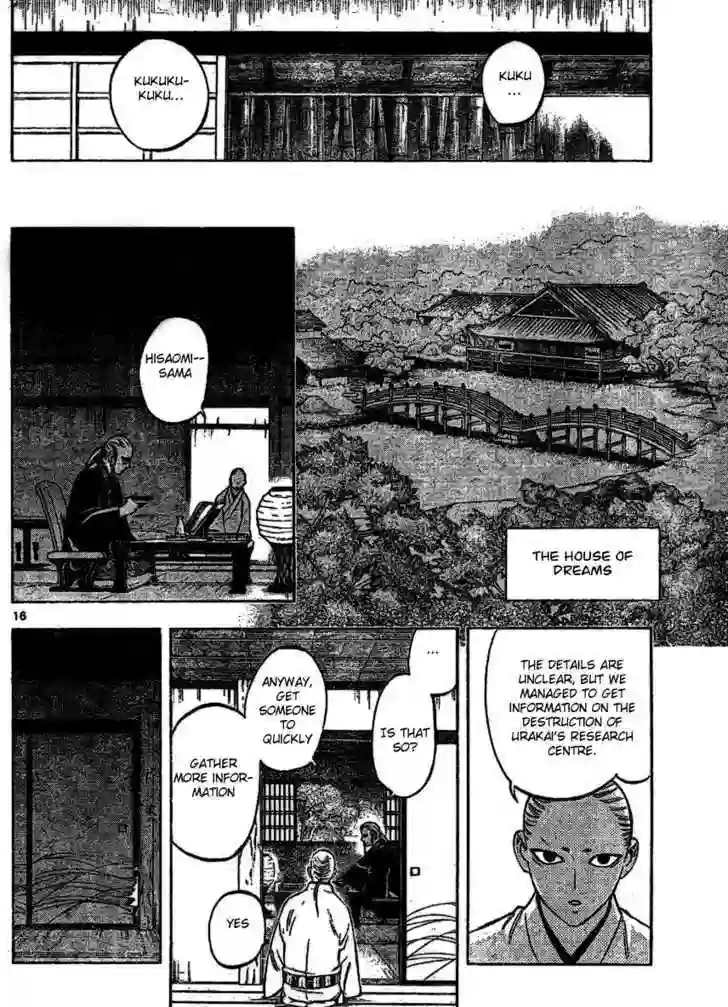 KUKU
...
KUKUKU-
KUKU...
THE HOUSE OF
DREAMS
HISAOMI--
SAMA
16
THE DETAILS ARE
UNCLEAR, BUT WE
MANAGED TO GET
INFORMATION ON THE
DESTRUCTION OF
URAKAI'S RESEARCH
CENTRE.
...
IS THAT
SO?
ANYWAY,
GET
SOMEONE
TO
QUICKLY
GATHER
MORE INFOR-
MATION
YES